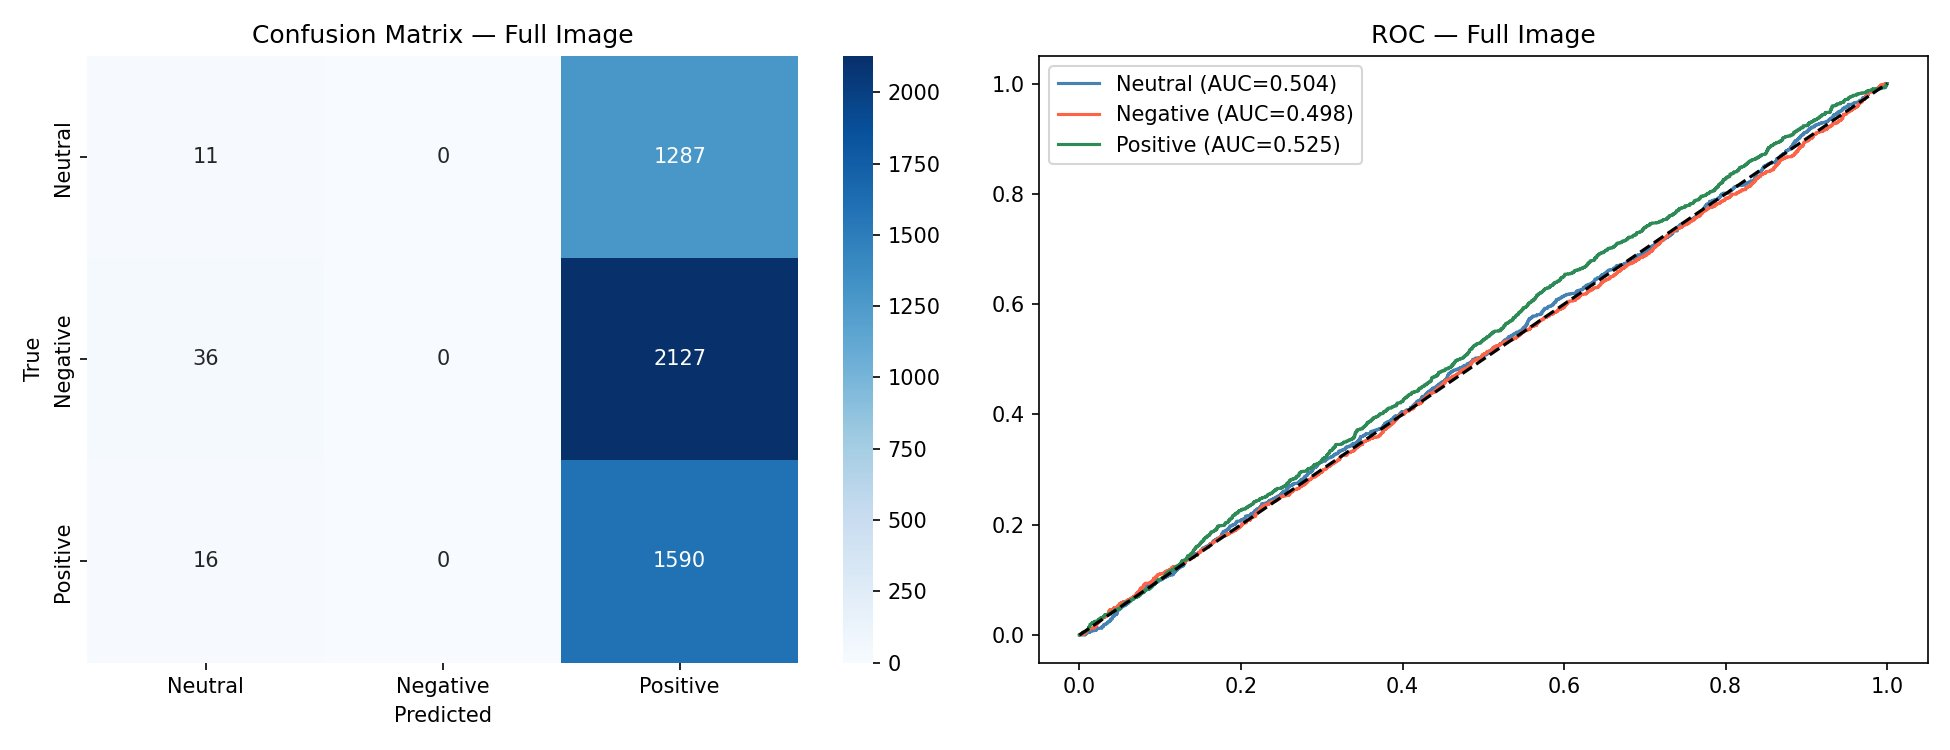 Confusion Matrix — Full Image
True
Neutral
11
0
1287
Negative
36
0
2127
Positive
16
0
1590
Neutral
Negative
Positive
Predicted
2000
1750
1500
1250
1000
750
500
250
0
ROC — Full Image
Neutral (AUC=0.504)
Negative (AUC=0.498)
Positive (AUC=0.525)
1.0
0.8
0.6
0.4
0.2
0.0
0.0
0.2
0.4
0.6
0.8
1.0